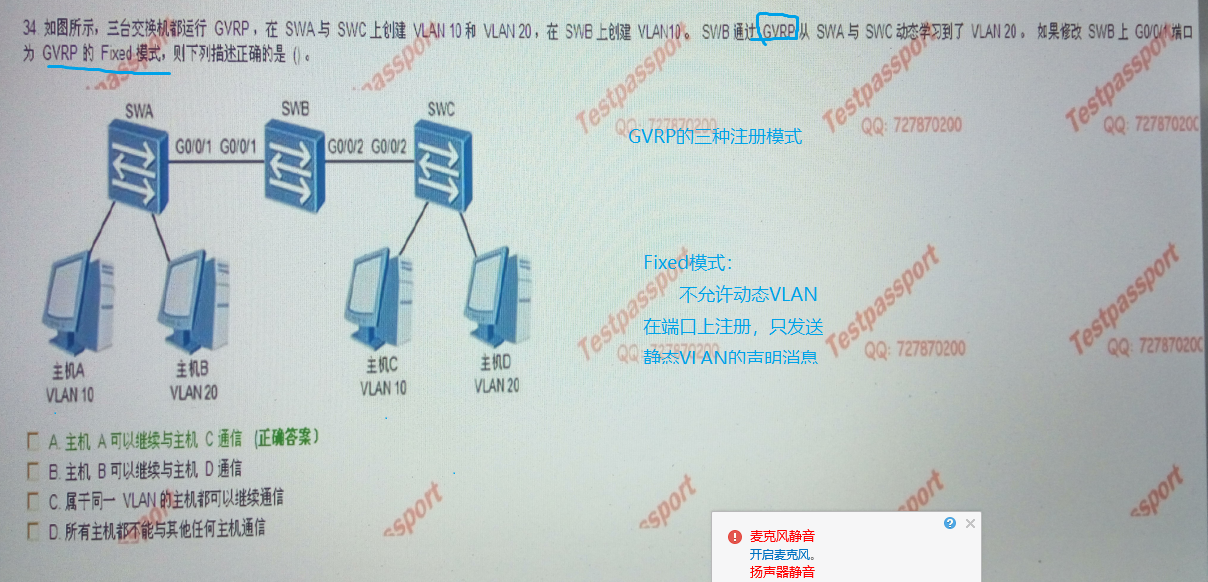 34 如图所示，三台交换机都运行 GVRP，在 SWA 与 SWC 上创建 VLAN 10 和 VLAN 20，在 SWB 上创建 VLAN10 。 SWB 通过 GVRP 从 SWA 与 SWC 动态学习到了 VLAN 20 。如果修改 SWB 上 G0/0/1 端口
为 GVRP 的 Fixed 模式，则下列描述正确的是 ()。
SWA SWB SWC
G0/0/1 G0/0/1 G0/0/2 G0/0/2
主机A 主机B 主机C 主机D
VLAN 10 VLAN 20 VLAN 10 VLAN 20
GVRP的三种注册模式
Fixed模式：
不允许动态VLAN
在端口上注册，只发送
静态VLAN的声明消息
A. 主机 A 可以继续与主机 C 通信 (正确答案)
B. 主机 B 可以继续与主机 D 通信
C. 属于同一 VLAN 的主机都可以继续通信
D. 所有主机都不能与其他任何主机通信
Testpassport
QQ: 727870200
Testpassport
QQ: 727870200
Testpassport
QQ: 727870200
Testpassport
QQ: 727870200
Testpassport
QQ: 727870200
Testpassport
QQ: 727870200
麦克风静音
开启麦克风。
扬声器静音